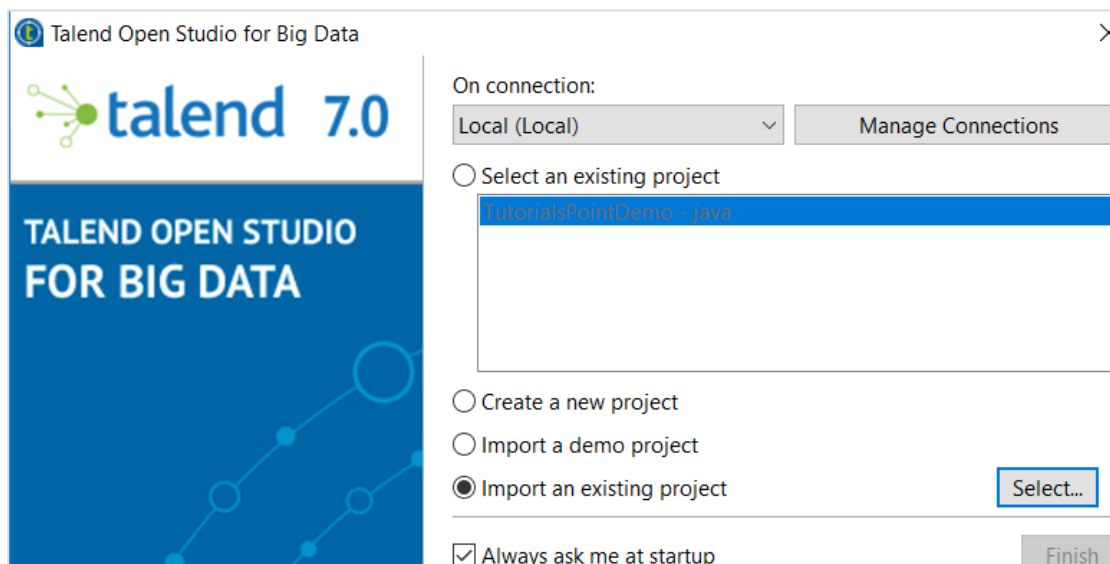 Talend Open Studio for Big Data
talend 7.0
TALEND OPEN STUDIO
FOR BIG DATA
On connection:
Local (Local)
Manage Connections
Select an existing project
TutorialsPointDemo - java
Create a new project
Import a demo project
Import an existing project
Select...
Always ask me at startup
Finish